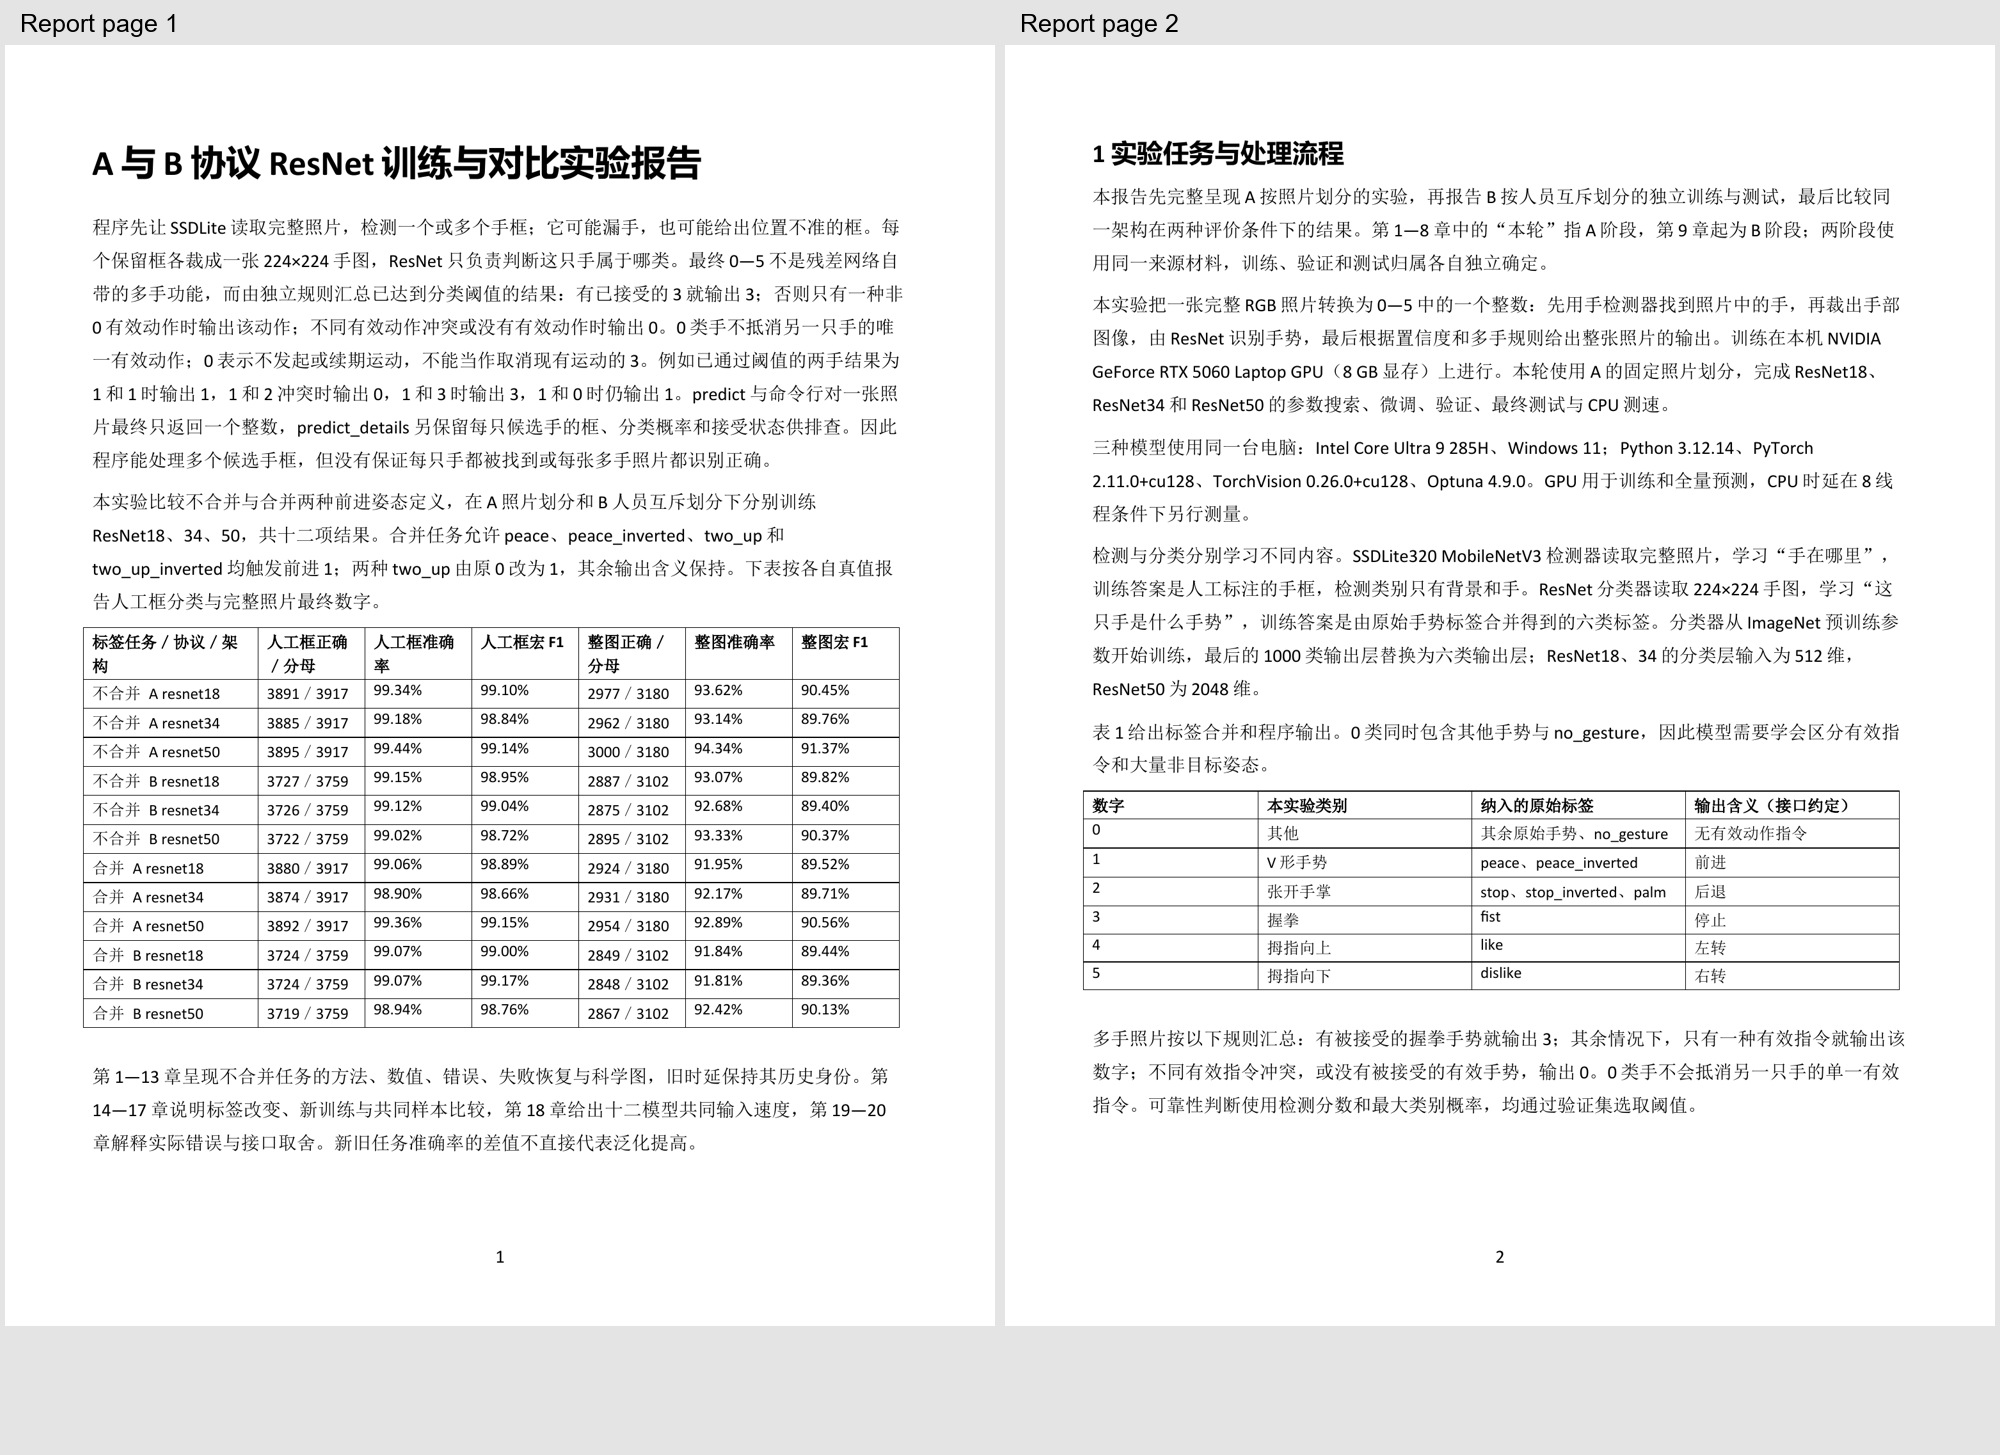 Report page 1
A 与 B 协议 ResNet 训练与对比实验报告
程序先让 SSDLite 读取完整照片，检测一个或多个手框；它可能漏手，也可能给出位置不准的框。每
个保留框各裁成一张 224×224 手图，ResNet 只负责判断这只手属于哪类。最终 0—5 不是残差网络自
带的多手功能，而由独立规则汇总已达到分类阈值的结果：有已接受的 3 就输出 3；否则只有一种非
0 有效动作时输出该动作；不同有效动作冲突或没有有效动作时输出 0。0 类手不抵消另一只手的唯
一有效动作；0 表示不发起或续期运动，不能当作取消现有运动的 3。例如已通过阈值的两手结果为
1 和 1 时输出 1，1 和 2 冲突时输出 0，1 和 3 时输出 3，1 和 0 时仍输出 1。predict 与命令行对一张照
片最终只返回一个整数，predict_details 另保留每只候选手的框、分类概率和接受状态供排查。因此
程序能处理多个候选手框，但没有保证每只手都被找到或每张多手照片都识别正确。
本实验比较不合并与合并两种前进姿态定义，在 A 照片划分和 B 人员互斥划分下分别训练
ResNet18、34、50，共十二项结果。合并任务允许 peace、peace_inverted、two_up 和
two_up_inverted 均触发前进 1；两种 two_up 由原 0 改为 1，其余输出含义保持。下表按各自真值报
告人工框分类与完整照片最终数字。
标签任务 / 协议 / 架构 人工框正确 / 分母 人工框准确率 人工框宏 F1 整图正确 / 分母 整图准确率 整图宏 F1
不合并 A resnet18 3891 / 3917 99.34% 99.10% 2977 / 3180 93.62% 90.45%
不合并 A resnet34 3885 / 3917 99.18% 98.84% 2962 / 3180 93.14% 89.76%
不合并 A resnet50 3895 / 3917 99.44% 99.14% 3000 / 3180 94.34% 91.37%
不合并 B resnet18 3727 / 3759 99.15% 98.95% 2887 / 3102 93.07% 89.82%
不合并 B resnet34 3726 / 3759 99.12% 99.04% 2875 / 3102 92.68% 89.40%
不合并 B resnet50 3722 / 3759 99.02% 98.72% 2895 / 3102 93.33% 90.37%
合并 A resnet18 3880 / 3917 99.06% 98.89% 2924 / 3180 91.95% 89.52%
合并 A resnet34 3874 / 3917 98.90% 98.66% 2931 / 3180 92.17% 89.71%
合并 A resnet50 3892 / 3917 99.36% 99.15% 2954 / 3180 92.89% 90.56%
合并 B resnet18 3724 / 3759 99.07% 99.00% 2849 / 3102 91.84% 89.44%
合并 B resnet34 3724 / 3759 99.07% 99.17% 2848 / 3102 91.81% 89.36%
合并 B resnet50 3719 / 3759 98.94% 98.76% 2867 / 3102 92.42% 90.13%
第 1—13 章呈现不合并任务的方法、数值、错误、失败恢复与科学图，旧时延保持其历史身份。第
14—17 章说明标签改变、新训练与共同样本比较，第 18 章给出十二模型共同输入速度，第 19—20
章解释实际错误与接口取舍。新旧任务准确率的差值不直接代表泛化提高。
1
Report page 2
1 实验任务与处理流程
本报告先完整呈现 A 按照片划分的实验，再报告 B 按人员互斥划分的独立训练与测试，最后比较同
一架构在两种评价条件下的结果。第 1—8 章中的“本轮”指 A 阶段，第 9 章起为 B 阶段；两阶段使
用同一来源材料，训练、验证和测试归属各自独立确定。
本实验把一张完整 RGB 照片转换为 0—5 中的一个整数：先用手检测器找到照片中的手，再裁出手部
图像，由 ResNet 识别手势，最后根据置信度和多手规则给出整张照片的输出。训练在本机 NVIDIA
GeForce RTX 5060 Laptop GPU（8 GB 显存）上进行。本轮使用 A 的固定照片划分，完成 ResNet18、
ResNet34 和 ResNet50 的参数搜索、微调、验证、最终测试与 CPU 测速。
三种模型使用同一台电脑：Intel Core Ultra 9 285H、Windows 11；Python 3.12.14、PyTorch
2.11.0+cu128、TorchVision 0.26.0+cu128、Optuna 4.9.0。GPU 用于训练和全量预测，CPU 时延在 8 线
程条件下另行测量。
检测与分类分别学习不同内容。SSDLite320 MobileNetV3 检测器读取完整照片，学习“手在哪里”，
训练答案是人工标注的手框，检测类别只有背景和手。ResNet 分类器读取 224×224 手图，学习“这
只手是什么手势”，训练答案是由原始手势标签合并得到的六类标签。分类器从 ImageNet 预训练参
数开始训练，最后的 1000 类输出层替换为六类输出层；ResNet18、34 的分类层输入为 512 维，
ResNet50 为 2048 维。
表 1 给出标签合并和程序输出。0 类同时包含其他手势与 no_gesture，因此模型需要学会区分有效指
令和大量非目标姿态。
数字 本实验类别 纳入的原始标签 输出含义（接口约定）
0 其他 其余原始手势、no_gesture 无有效动作指令
1 V 形手势 peace、peace_inverted 前进
2 张开手掌 stop、stop_inverted、palm 后退
3 握拳 fist 停止
4 拇指向上 like 左转
5 拇指向下 dislike 右转
多手照片按以下规则汇总：有被接受的握拳手势就输出 3；其余情况下，只有一种有效指令就输出该
数字；不同有效指令冲突，或没有被接受的有效手势，输出 0。0 类手不会抵消另一只手的单一有效
指令。可靠性判断使用检测分数和最大类别概率，均通过验证集选取阈值。
2